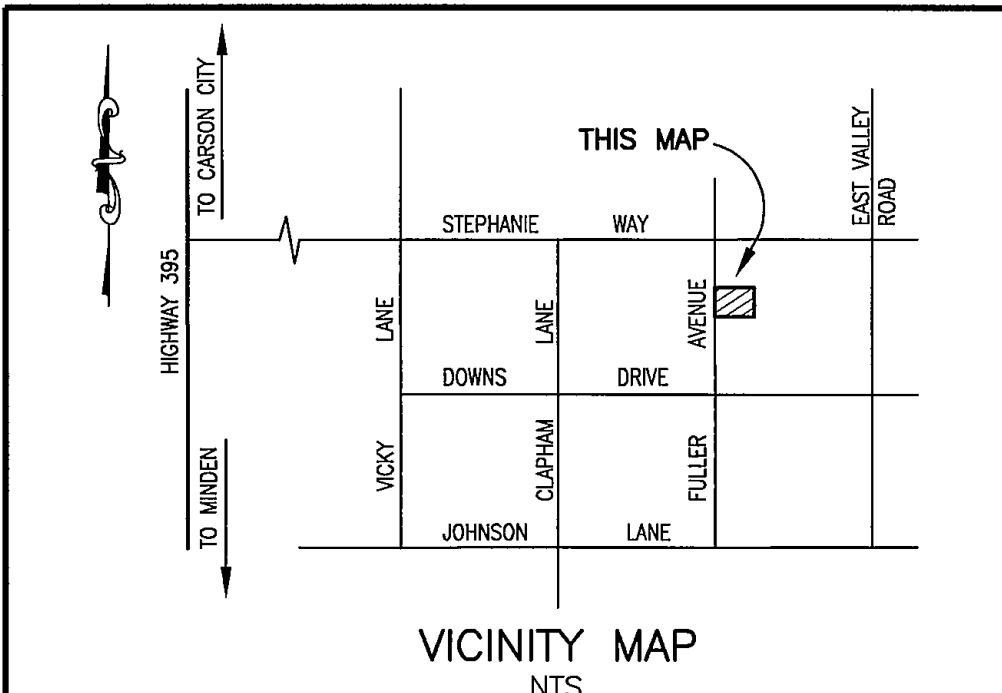 TO CARSON CITY
THIS MAP
EAST VALLEY
ROAD
STEPHANIE WAY
HIGHWAY 395
LANE
LANE
AVENUE
DOWNS DRIVE
TO MINDEN
VICKY
CLAPHAM
FULLER
JOHNSON LANE
VICINITY MAP
NTS